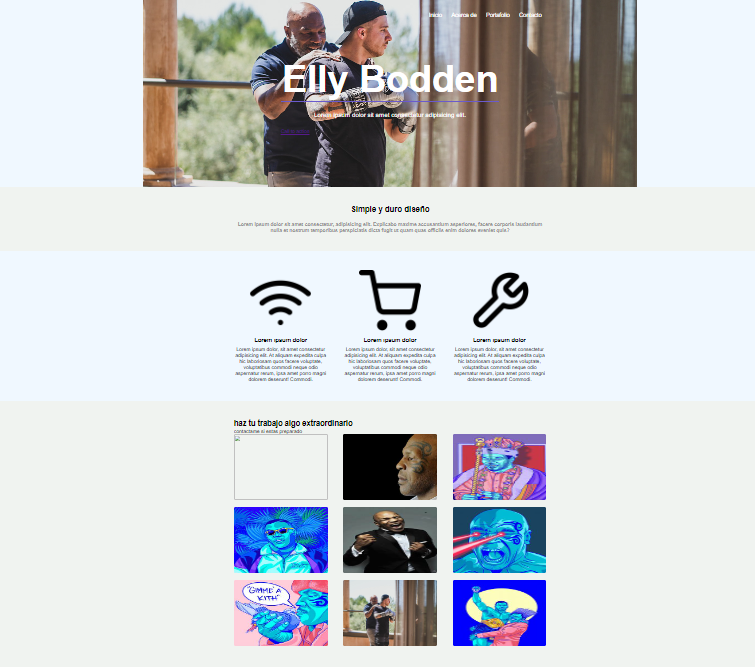 Inicio Acerca de Portafolio Contacto
Elly Bodden
Lorem ipsum dolor sit amet consectetur adipisicing elit.
Simple y duro diseño
Lorem ipsum dolor sit amet consectetur, adipisicing elit. Explicabo maxime accusantium asperiores, facere corporis laudantium
nulla et nostrum temporibus perspiciatis dicta fugit ut quam quas officiis enim dolores eveniet quis?
Lorem ipsum dolor
Lorem ipsum dolor, sit amet consectetur
adipisicing elit. At aliquam expedita culpa
hic laboriosam quos facere voluptate,
voluptatibus commodi neque odio
aspernatur rerum, ipsa amet porro magni
dolorem deserunt! Commodi.
Lorem ipsum dolor
Lorem ipsum dolor, sit amet consectetur
adipisicing elit. At aliquam expedita culpa
hic laboriosam quos facere voluptate,
voluptatibus commodi neque odio
aspernatur rerum, ipsa amet porro magni
dolorem deserunt! Commodi.
Lorem ipsum dolor
Lorem ipsum dolor, sit amet consectetur
adipisicing elit. At aliquam expedita culpa
hic laboriosam quos facere voluptate,
voluptatibus commodi neque odio
aspernatur rerum, ipsa amet porro magni
dolorem deserunt! Commodi.
haz tu trabajo algo extraordinario
contactame si estas preparado
"GIMME A
KITH"